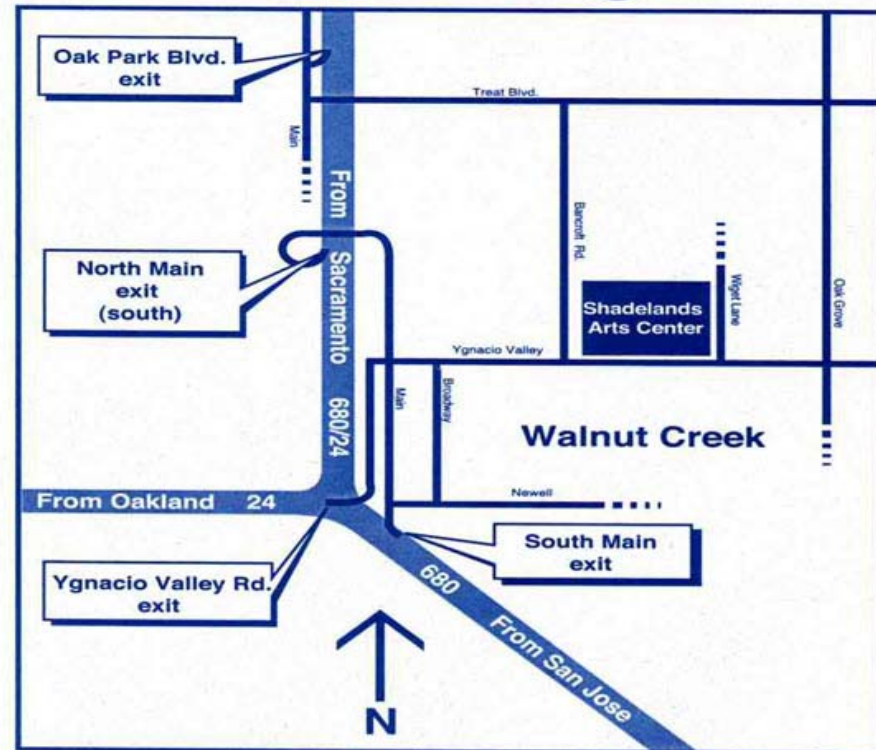 Oak Park Blvd.
exit
Treat Blvd.
Main
From Sacramento 680/24
Bancroft Rd.
North Main
exit
(south)
Shadelands
Arts Center
Wiget Lane
Oak Grove
Ygnacio Valley
Main
Broadway
Walnut Creek
From Oakland 24
Newell
South Main
exit
Ygnacio Valley Rd.
exit
680 From San Jose
N